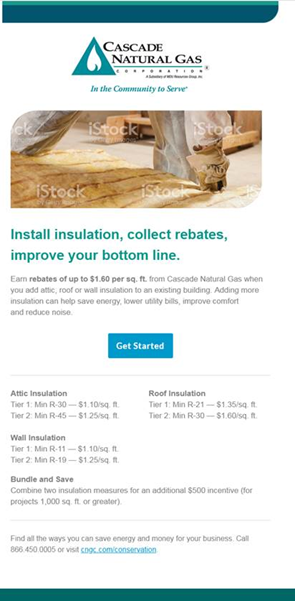 CASCADE
NATURAL GAS
CORPORATION
A Subsidiary of MDU Resources Group, Inc.
In the Community to Serve®
ck iStock iStock
iStock iStock iSto
Install insulation, collect rebates,
improve your bottom line.
Earn rebates of up to $1.60 per sq. ft. from Cascade Natural Gas when
you add attic, roof or wall insulation to an existing building. Adding more
insulation can help save energy, lower utility bills, improve comfort
and reduce noise.
Get Started
Attic Insulation
Tier 1: Min R-30 — $1.10/sq. ft.
Tier 2: Min R-45 — $1.25/sq. ft.
Roof Insulation
Tier 1: Min R-21 — $1.35/sq. ft.
Tier 2: Min R-30 — $1.60/sq. ft.
Wall Insulation
Tier 1: Min R-11 — $1.10/sq. ft.
Tier 2: Min R-19 — $1.25/sq. ft.
Bundle and Save
Combine two insulation measures for an additional $500 incentive (for
projects 1,000 sq. ft. or greater).
Find all the ways you can save energy and money for your business. Call
866.450.0005 or visit cngc.com/conservation.